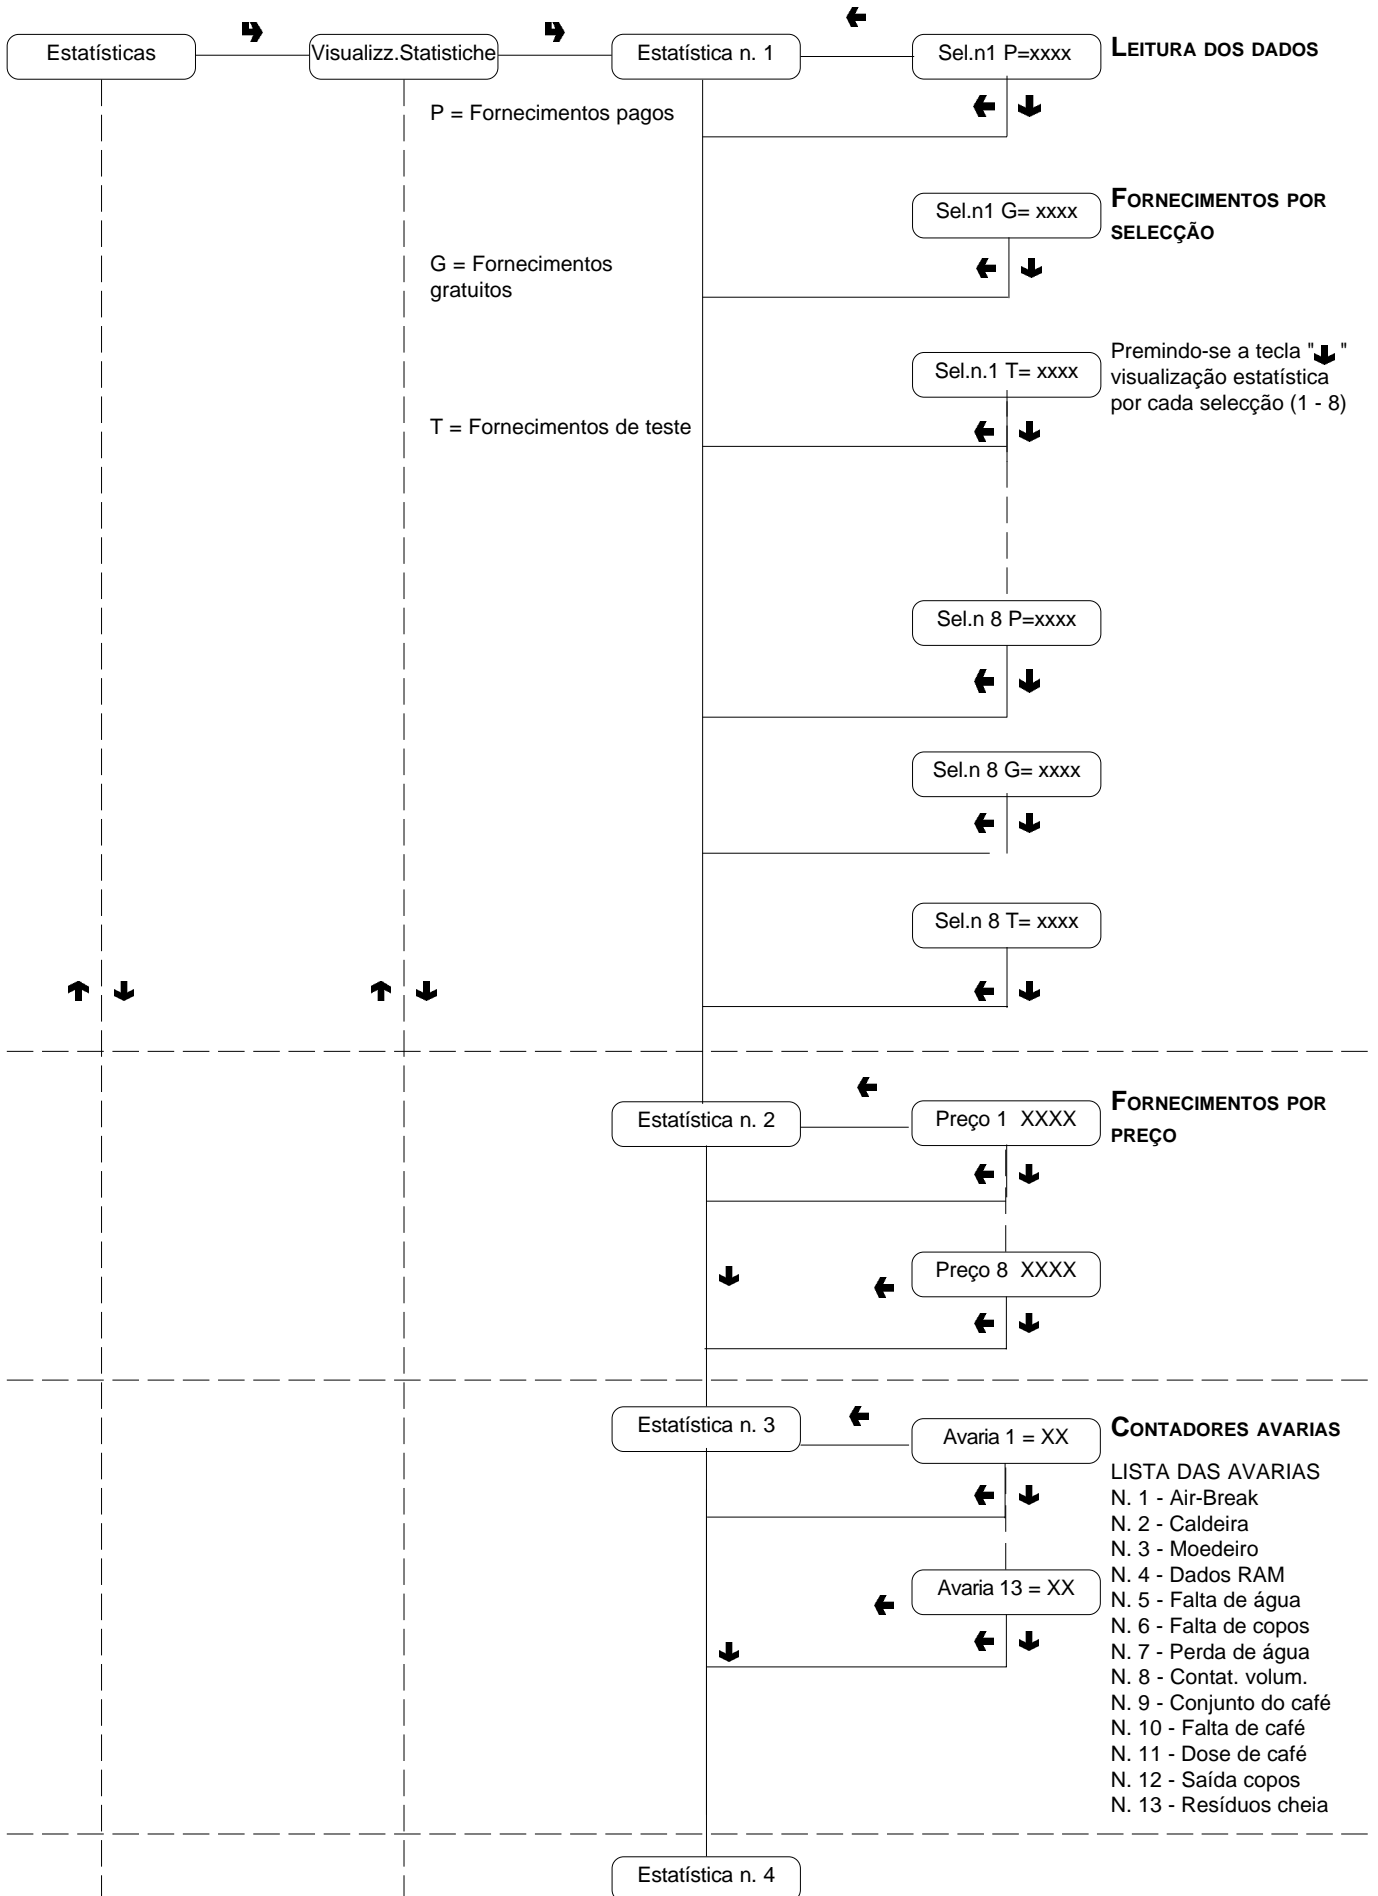 Estatísticas
Visualizz.Statistiche
Estatística n. 1
Sel.n1 P=xxxx
LEITURA DOS DADOS
P = Fornecimentos pagos
Sel.n1 G= xxxx
FORNECIMENTOS POR
SELECÇÃO
G = Fornecimentos
gratuitos
Sel.n.1 T= xxxx
Premindo-se a tecla "🡻"
visualização estatística
por cada selecção (1 - 8)
T = Fornecimentos de teste
Sel.n 8 P=xxxx
Sel.n 8 G= xxxx
Sel.n 8 T= xxxx
Estatística n. 2
Preço 1 XXXX
FORNECIMENTOS POR
PREÇO
Preço 8 XXXX
Estatística n. 3
Avaria 1 = XX
CONTADORES AVARIAS
LISTA DAS AVARIAS
N. 1 - Air-Break
N. 2 - Caldeira
N. 3 - Moedeiro
N. 4 - Dados RAM
Avaria 13 = XX
N. 5 - Falta de água
N. 6 - Falta de copos
N. 7 - Perda de água
N. 8 - Contat. volum.
N. 9 - Conjunto do café
N. 10 - Falta de café
N. 11 - Dose de café
N. 12 - Saída copos
N. 13 - Resíduos cheia
Estatística n. 4